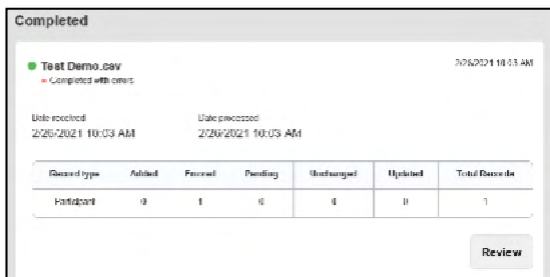 Completed
Test Demo.csv 2/26/2021 10:03 AM
Completed with errors
Date received Date processed
2/26/2021 10:03 AM 2/26/2021 10:03 AM
Record type Added Errored Pending Unchanged Updated Total Records
Participant 0 1 0 0 0 1
Review